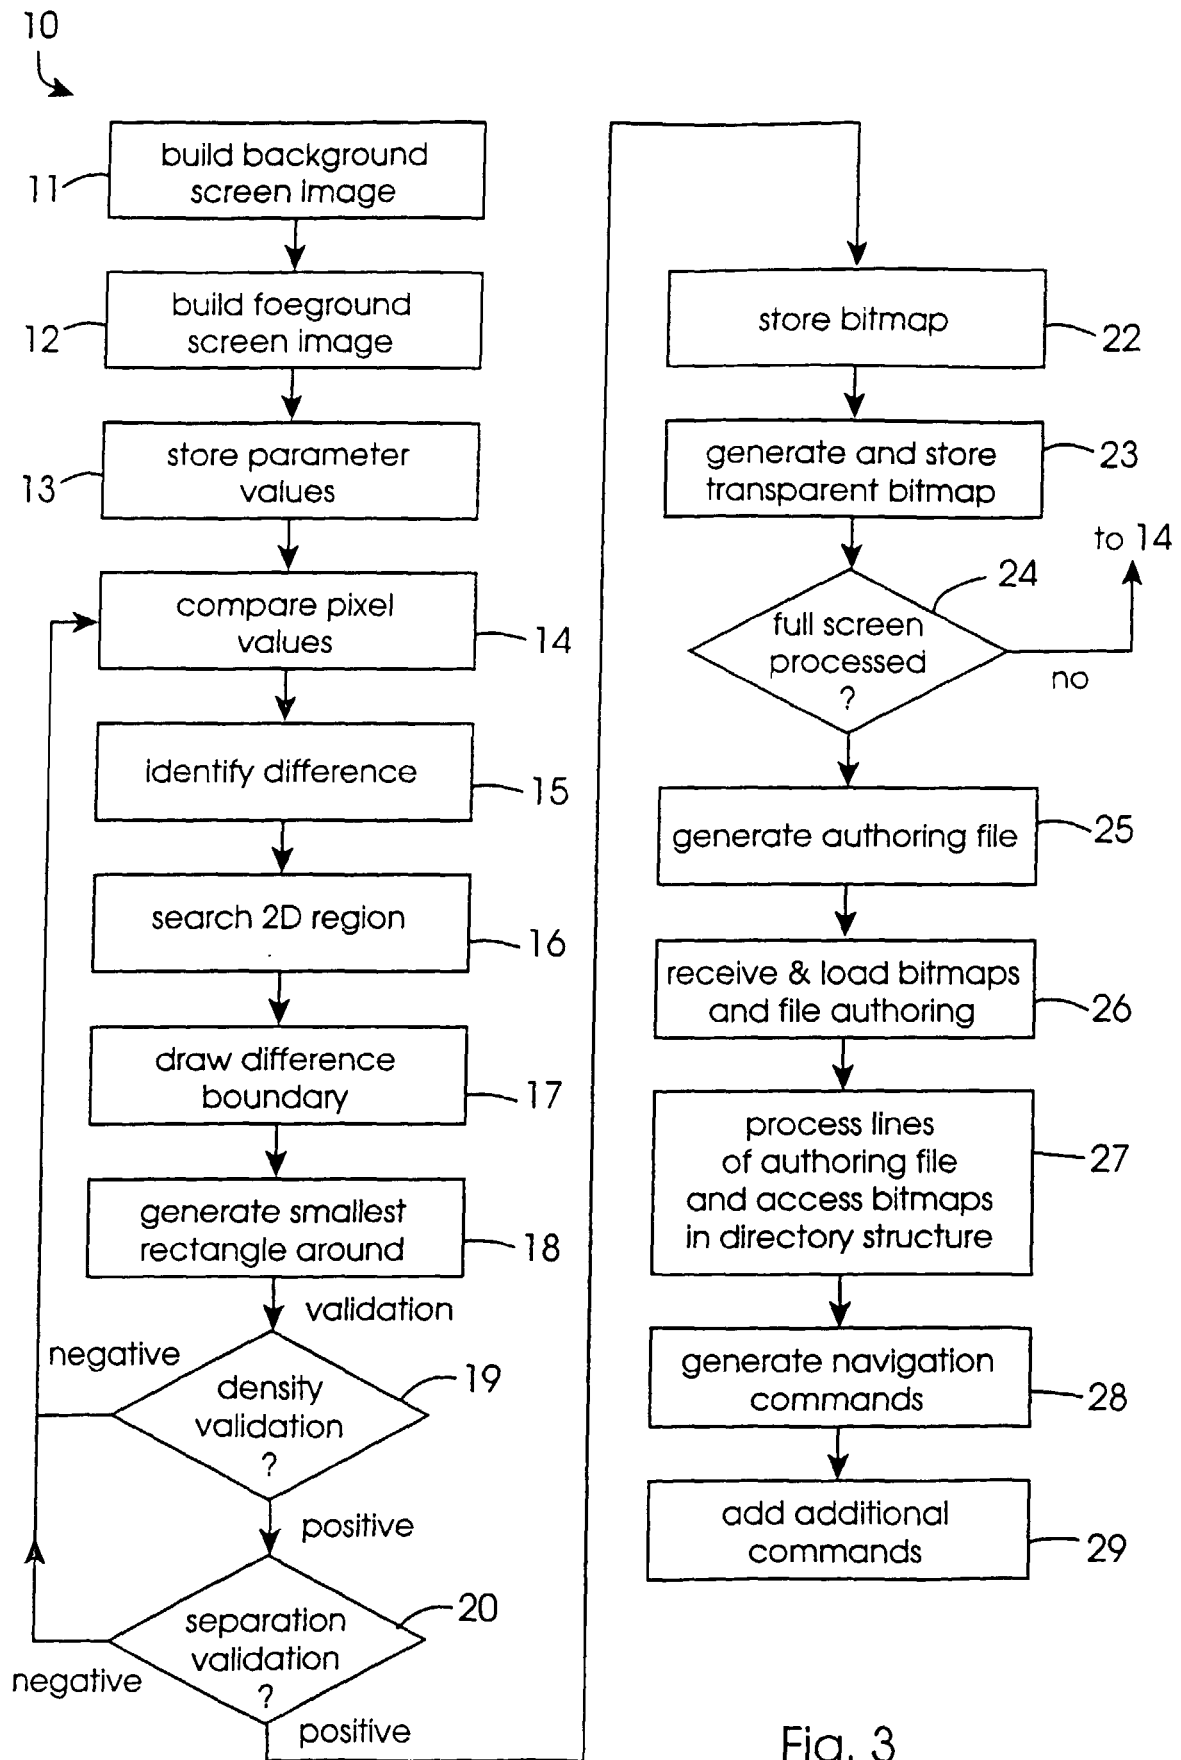 10
build background
screen image
11
build foeground
screen image
12
store parameter
values
13
compare pixel
values
14
identify difference
15
search 2D region
16
draw difference
boundary
17
generate smallest
rectangle around
18
validation
negative
density
validation
?
19
positive
separation
validation
?
20
negative
positive
store bitmap
22
generate and store
transparent bitmap
23
to 14
24
full screen
processed
?
no
generate authoring file
25
receive & load bitmaps
and file authoring
26
process lines
of authoring file
and access bitmaps
in directory structure
27
generate navigation
commands
28
add additional
commands
29
Fig. 3